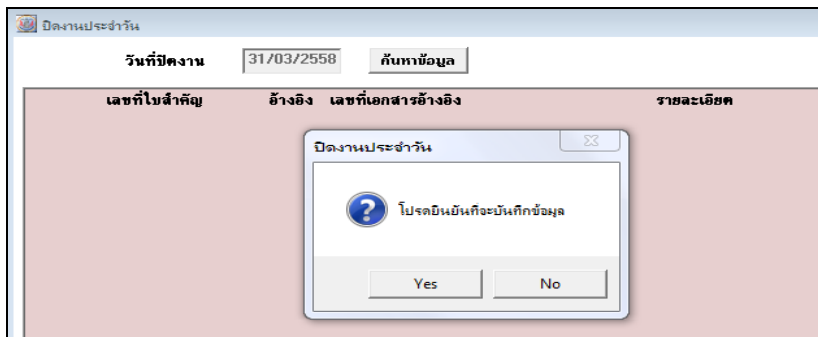 ปิดงานประจำวัน
วันที่ปิดงาน 31/03/2558 ค้นหาข้อมูล
เลขที่ใบสำคัญ อ้างอิง เลขที่เอกสารอ้างอิง รายละเอียด
ปิดงานประจำวัน
โปรดยืนยันที่จะบันทึกข้อมูล
Yes No